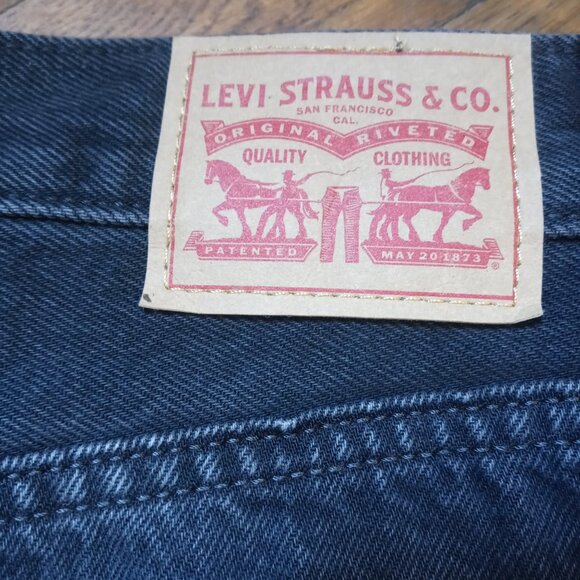 LEVI STRAUSS & CO.
SAN FRANCISCO
CAL.
ORIGINAL RIVETED
QUALITY CLOTHING
PATENTED MAY 20 1873
®